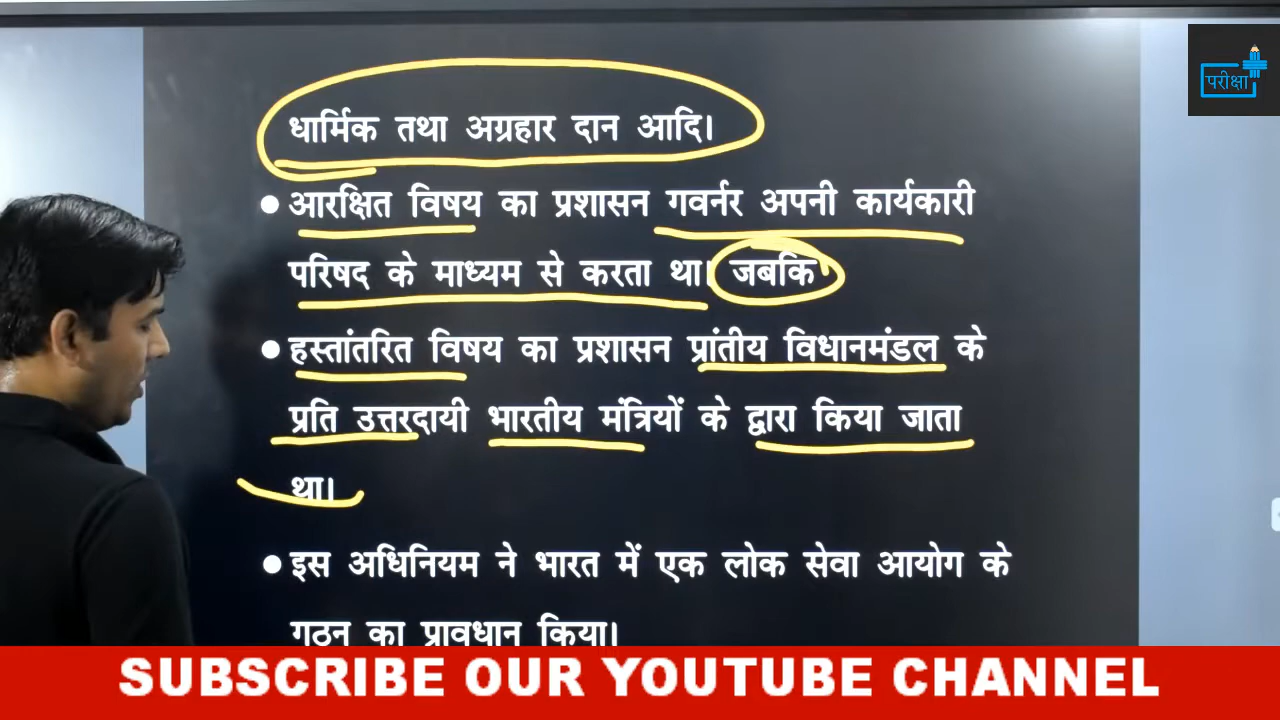 परीक्षा
धार्मिक तथा अग्रहार दान आदि।
● आरक्षित विषय का प्रशासन गवर्नर अपनी कार्यकारी
परिषद के माध्यम से करता था। जबकि
● हस्तांतरित विषय का प्रशासन प्रांतीय विधानमंडल के
प्रति उत्तरदायी भारतीय मंत्रियों के द्वारा किया जाता
था।
● इस अधिनियम ने भारत में एक लोक सेवा आयोग के
गठन का प्रावधान किया।
SUBSCRIBE OUR YOUTUBE CHANNEL